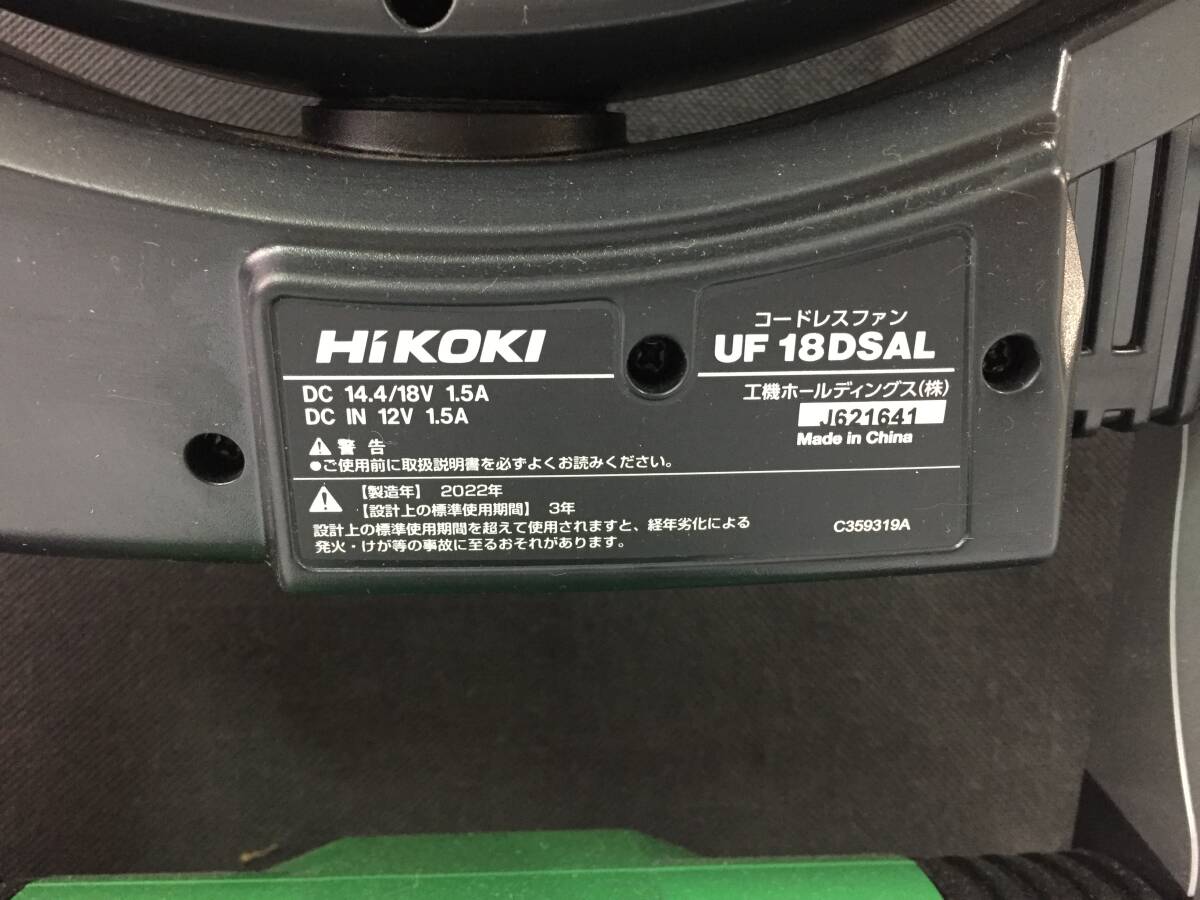 HiKOKI
DC 14.4/18V 1.5A
DC IN 12V 1.5A
コードレスファン
UF 18DSAL
工機ホールディングス(株)
J621641
Made in China
警告
●ご使用前に取扱説明書を必ずよくお読みください。
【製造年】 2022年
【設計上の標準使用期間】 3年
設計上の標準使用期間を超えて使用されますと、経年劣化による
発火・けが等の事故に至るおそれがあります。
C359319A